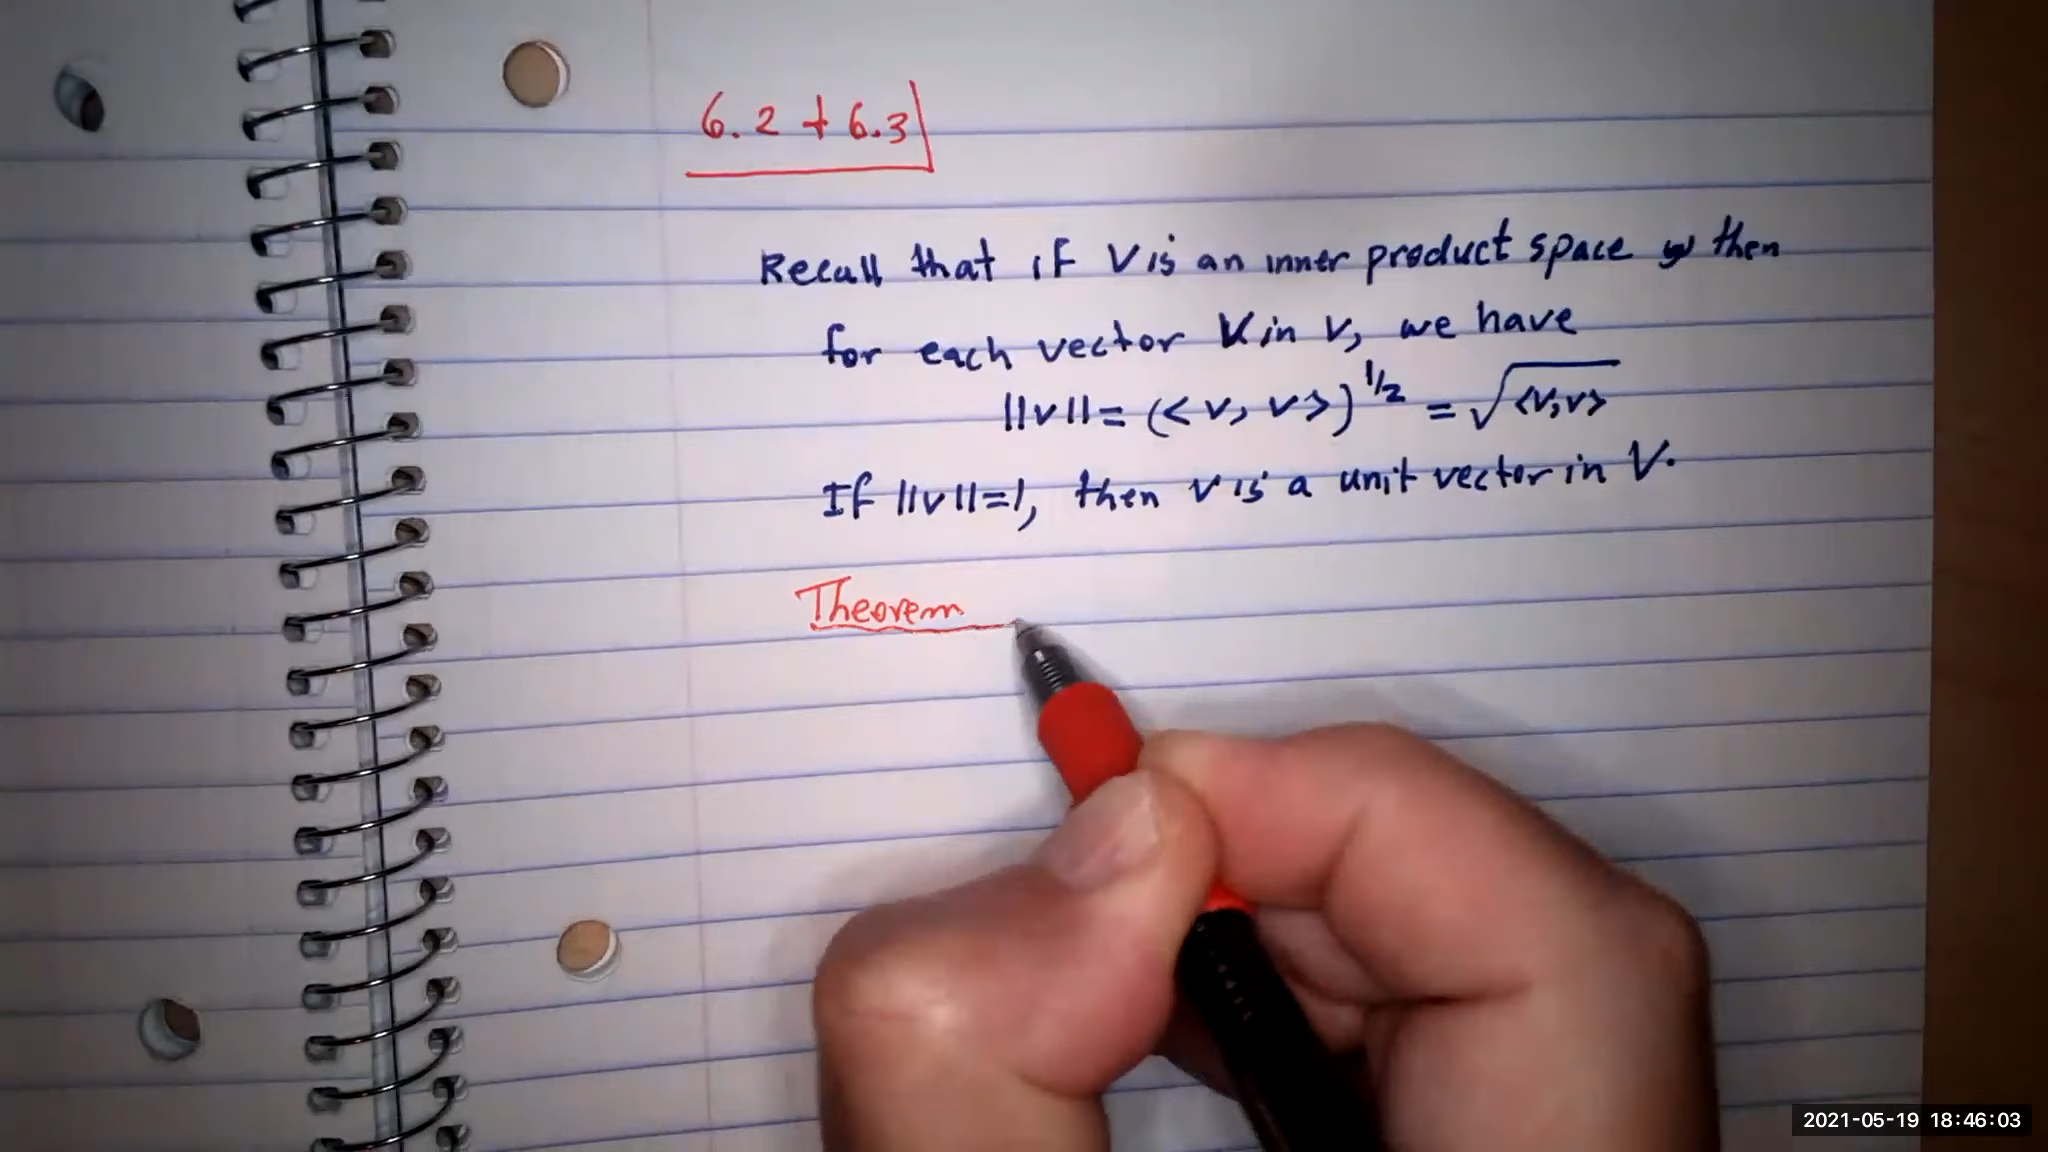 6.2 + 6.3
Recall that if V is an inner product space then
for each vector V in V, we have
||v|| = (<v, v>)^1/2 = √<v,v>
If ||v||=1, then v is a unit vector in V.
Theorem
2021-05-19 18:46:03